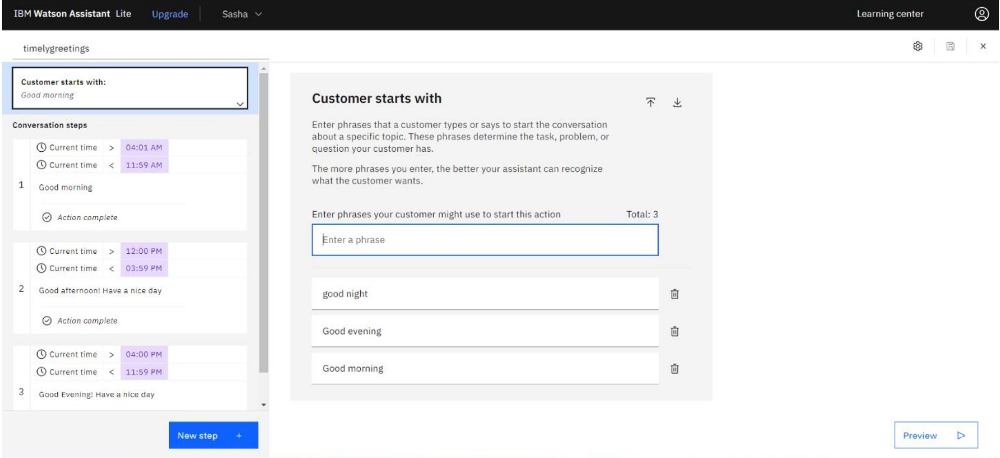 IBM Watson Assistant Lite Upgrade Sasha Learning center
timelygreetings
Customer starts with:
Good morning
Conversation steps
Current time > 04:01 AM
Current time < 11:59 AM
1 Good morning
Action complete
Current time > 12:00 PM
Current time < 03:59 PM
2 Good afternoon! Have a nice day
Action complete
Current time > 04:00 PM
Current time < 11:59 PM
3 Good Evening! Have a nice day
New step +
Customer starts with
Enter phrases that a customer types or says to start the conversation
about a specific topic. These phrases determine the task, problem, or
question your customer has.
The more phrases you enter, the better your assistant can recognize
what the customer wants.
Enter phrases your customer might use to start this action Total: 3
Enter a phrase
good night
Good evening
Good morning
Preview